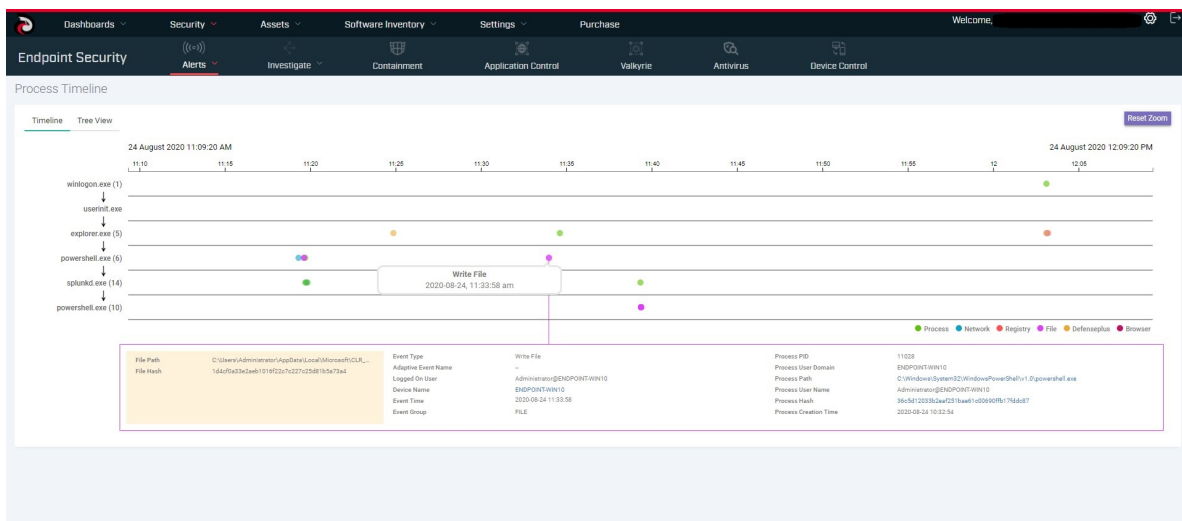 Dashboards Security Assets Software Inventory Settings Purchase Welcome,
Endpoint Security Alerts Investigate Containment Application Control Valkyrie Antivirus Device Control
Process Timeline
Timeline Tree View Reset Zoom
24 August 2020 11:09:20 AM 24 August 2020 12:09:20 PM
11:10 11:15 11:20 11:25 11:30 11:35 11:40 11:45 11:50 11:55 12 12:05
winlogon.exe (1)
userinit.exe
explorer.exe (5)
powershell.exe (6)
Write File
2020-08-24, 11:33:58 am
splunkd.exe (14)
powershell.exe (10)
Process Network Registry File Defenseplus Browser
File Path C:\Users\Administrator\AppData\Local\Microsoft\CLR_...
File Hash
Event Type Write File
Adaptive Event Name –
Logged On User Administrator@ENDPOINT-WIN10
Device Name ENDPOINT-WIN10
Event Time 2020-08-24 11:33:58
Event Group FILE
Process PID 11028
Process User Domain ENDPOINT-WIN10
Process Path C:\Windows\System32\WindowsPowerShell\v1.0\powershell.exe
Process User Name Administrator@ENDPOINT-WIN10
Process Hash
Process Creation Time 2020-08-24 10:32:54